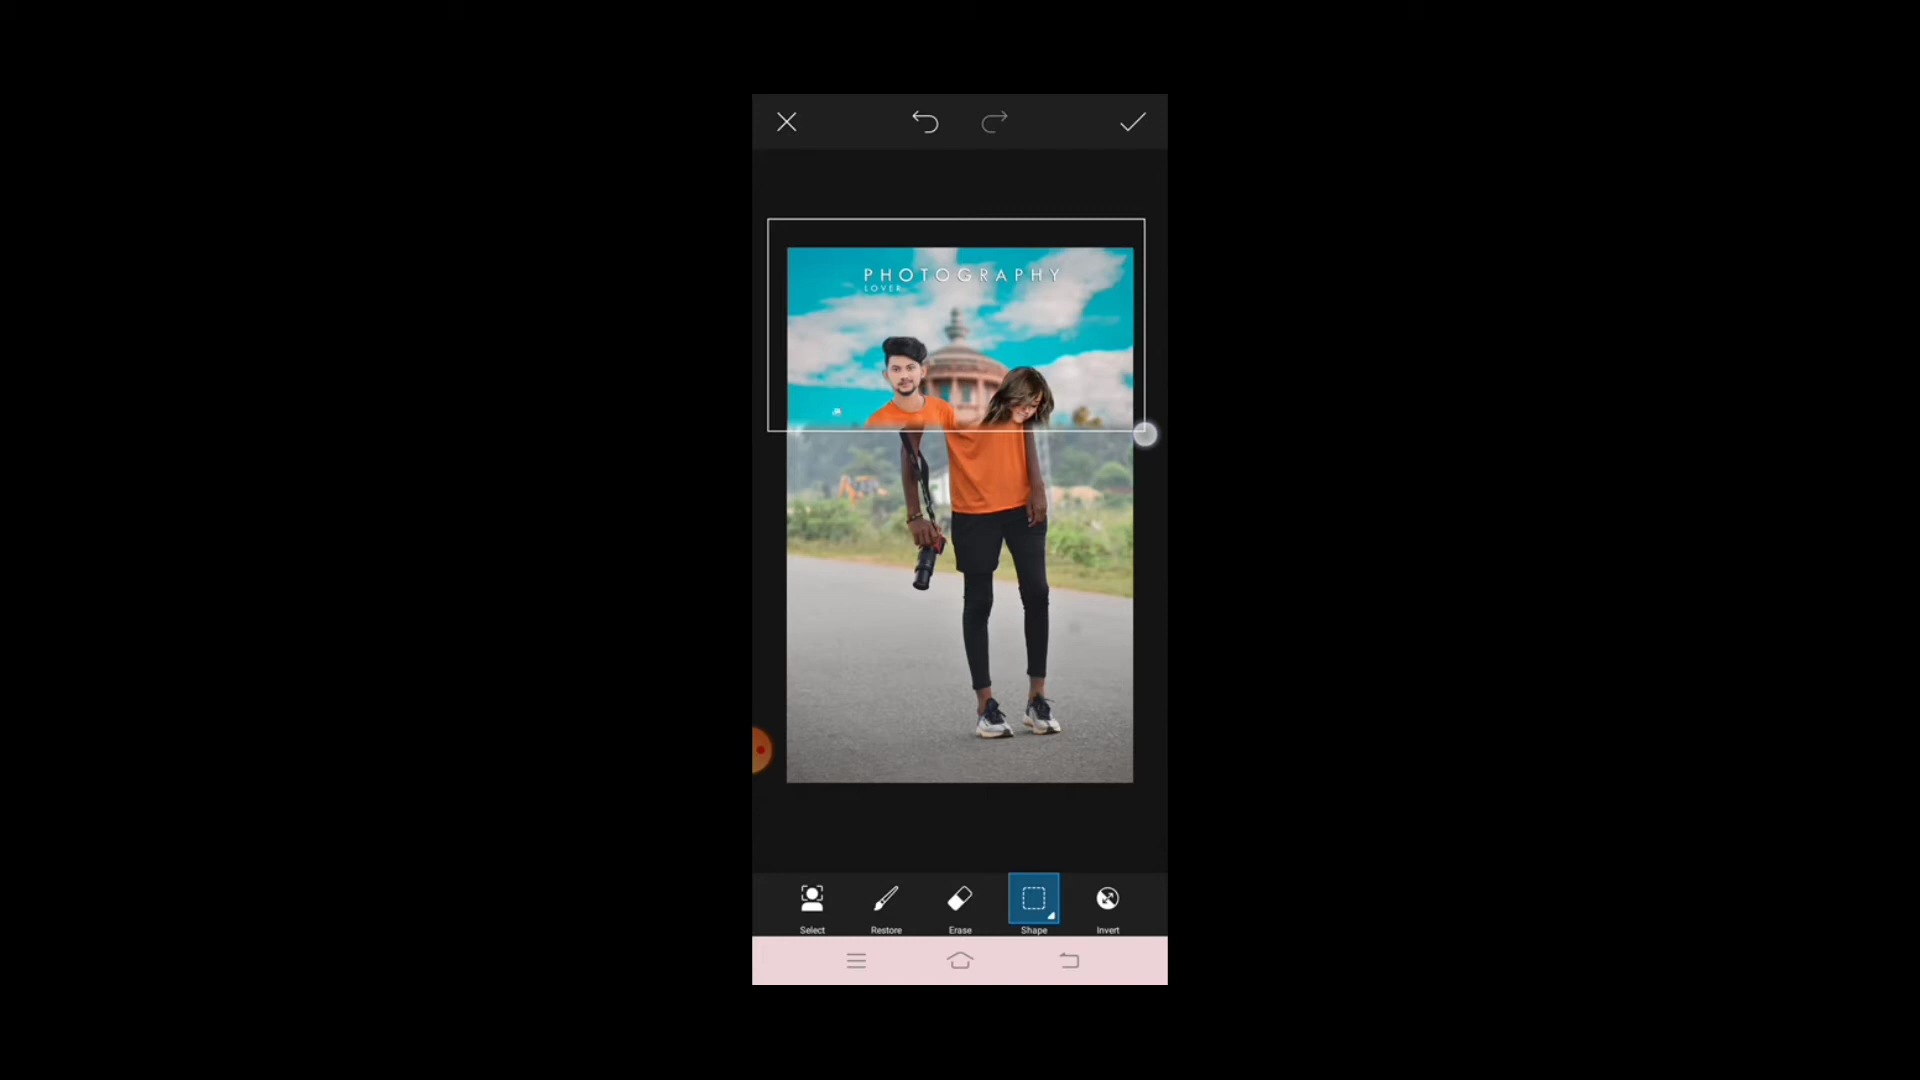 PHOTOGRAPHY
LOVER
Select
Restore
Erase
Shape
Invert